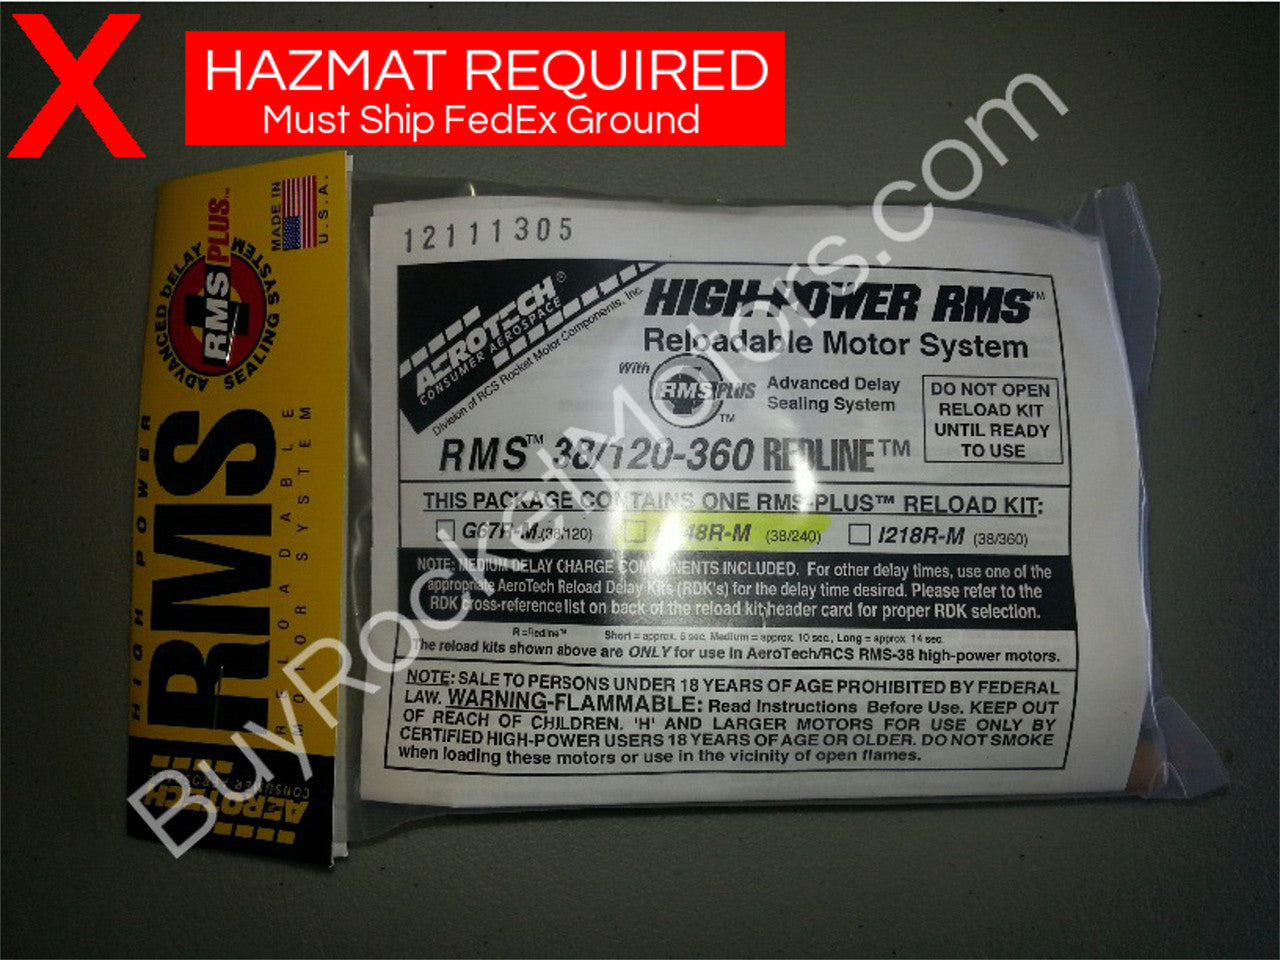 X
HAZMAT REQUIRED
Must Ship FedEx Ground
BuyRocketMotors.com
ADVANCED DELAY
RMS PLUS™
SEALING SYSTEM
MADE IN
U.S.A.
HIGH POWER
RMS
RELOADABLE
MOTOR SYSTEM
AEROTECH
CONSUMER AEROSPACE
12111305
AEROTECH®
CONSUMER AEROSPACE
Division of RCS Rocket Motor Components, Inc.
HIGH-POWER RMS™
Reloadable Motor System
With
RMS PLUS™
Advanced Delay
Sealing System
DO NOT OPEN
RELOAD KIT
UNTIL READY
TO USE
RMS™ 38/120-360 REDLINE™
THIS PACKAGE CONTAINS ONE RMS-PLUS™ RELOAD KIT:
G67R-M (38/120) 48R-M (38/240) I218R-M (38/360)
NOTE: MEDIUM DELAY CHARGE COMPONENTS INCLUDED. For other delay times, use one of the
appropriate AeroTech Reload Delay Kits (RDK's) for the delay time desired. Please refer to the
RDK cross-reference list on back of the reload kit header card for proper RDK selection.
R = Redline™ Short = approx. 6 sec, Medium = approx. 10 sec., Long = approx 14 sec
The reload kits shown above are ONLY for use in AeroTech/RCS RMS-38 high-power motors.
NOTE: SALE TO PERSONS UNDER 18 YEARS OF AGE PROHIBITED BY FEDERAL
LAW. WARNING-FLAMMABLE: Read Instructions Before Use. KEEP OUT
OF REACH OF CHILDREN. 'H' AND LARGER MOTORS FOR USE ONLY BY
CERTIFIED HIGH-POWER USERS 18 YEARS OF AGE OR OLDER. DO NOT SMOKE
when loading these motors or use in the vicinity of open flames.